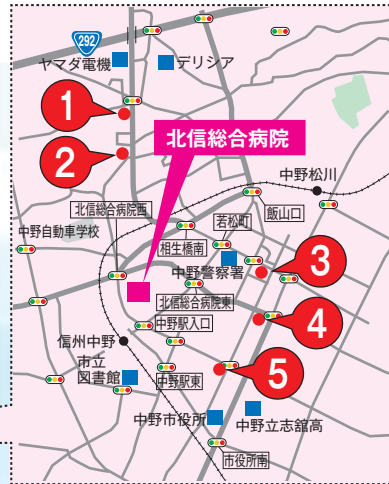 292
ヤマダ電機
デリシア
1
2
北信総合病院
中野松川
北信総合病院西
若松町
飯山口
中野自動車学校
相生橋南
中野警察署
3
北信総合病院東
中野駅入口
4
信州中野
市立
図書館
中野駅東
5
中野市役所
中野立志館高
市役所南